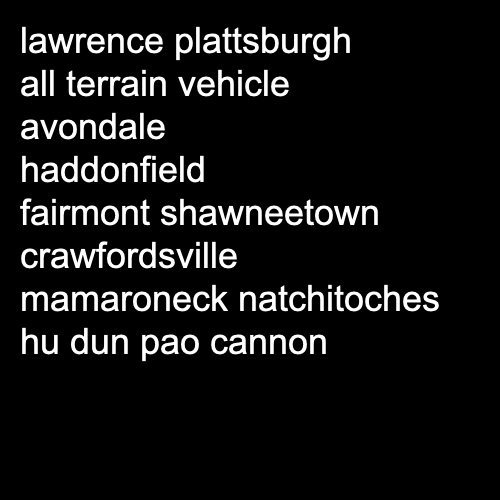 lawrence plattsburgh
all terrain vehicle
avondale
haddonfield
fairmont shawneetown
crawfordsville
mamaroneck natchitoches
hu dun pao cannon